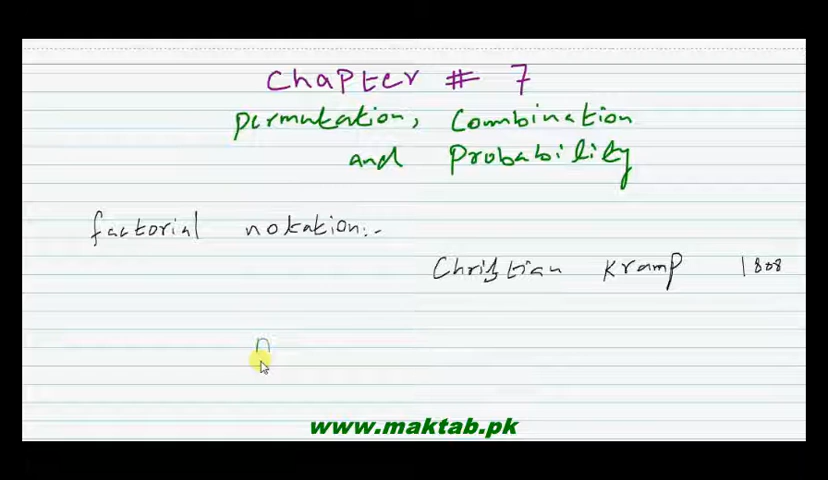 Chapter # 7
Permutation, Combination
and Probability
factorial notation:-
Christian Kramp 1808
n
www.maktab.pk